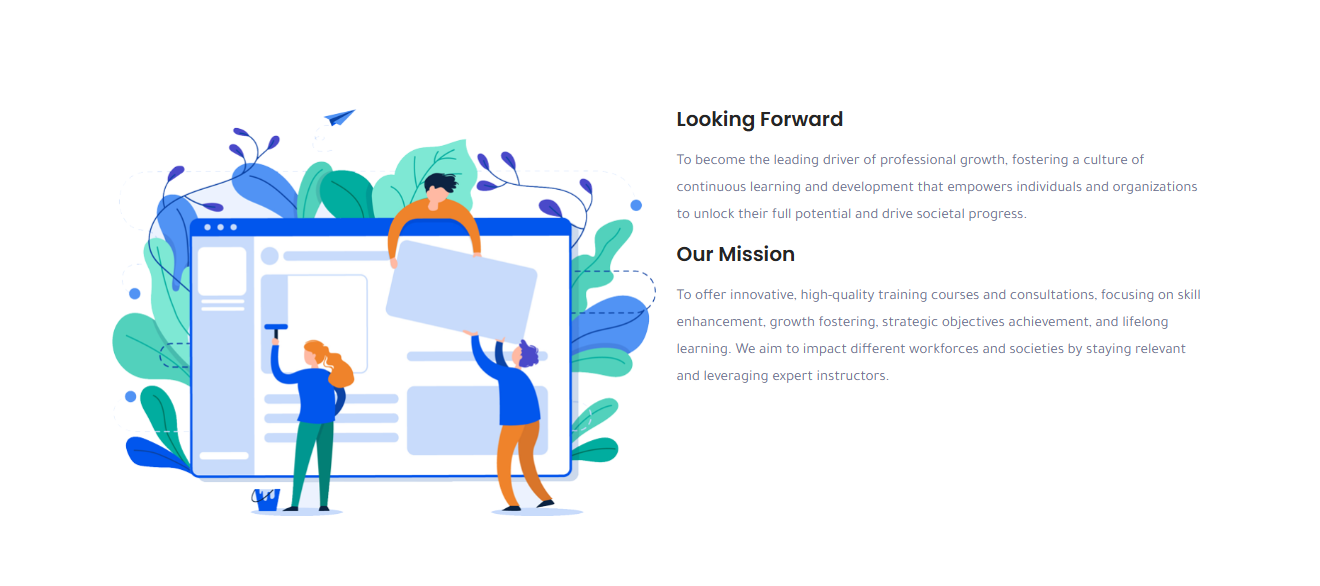 Looking Forward
To become the leading driver of professional growth, fostering a culture of
continuous learning and development that empowers individuals and organizations
to unlock their full potential and drive societal progress.
Our Mission
To offer innovative, high-quality training courses and consultations, focusing on skill
enhancement, growth fostering, strategic objectives achievement, and lifelong
learning. We aim to impact different workforces and societies by staying relevant
and leveraging expert instructors.